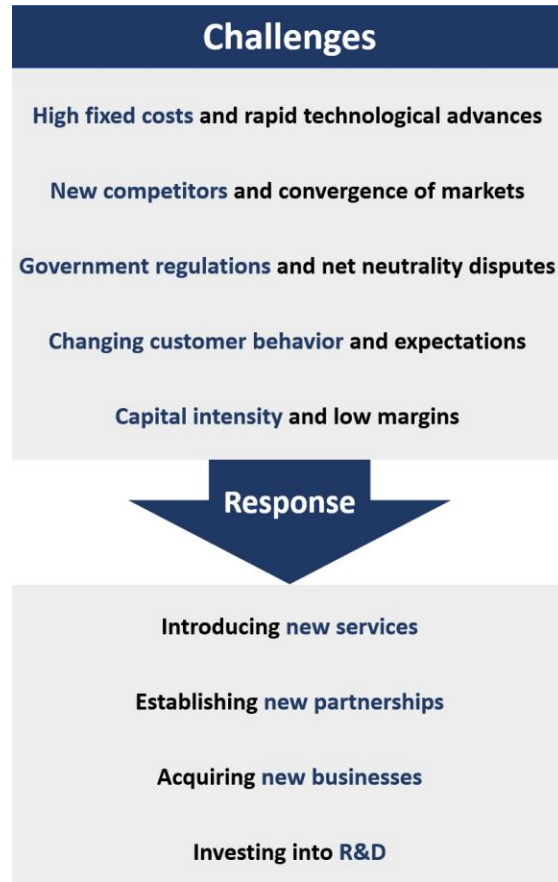 Challenges
High fixed costs and rapid technological advances
New competitors and convergence of markets
Government regulations and net neutrality disputes
Changing customer behavior and expectations
Capital intensity and low margins
Response
Introducing new services
Establishing new partnerships
Acquiring new businesses
Investing into R&D